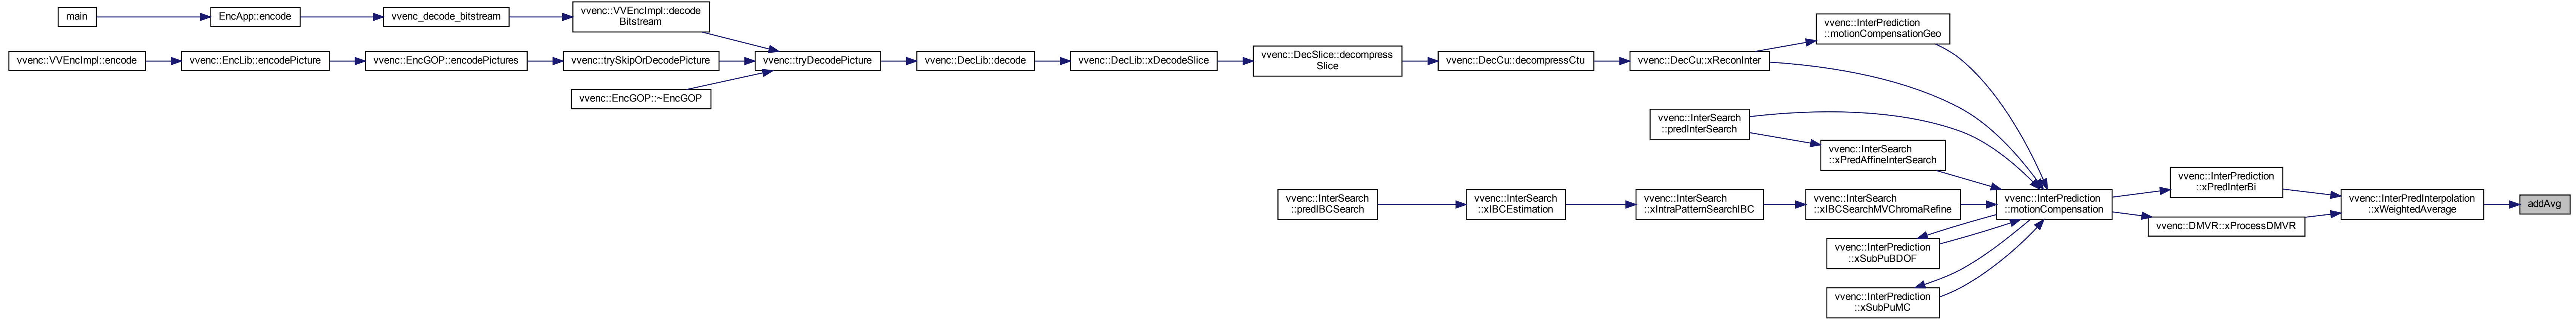 main
EncApp::encode
vvenc_decode_bitstream
vvenc::VVEncImpl::decode
Bitstream
vvenc::VVEncImpl::encode
vvenc::EncLib::encodePicture
vvenc::EncGOP::encodePictures
vvenc::trySkipOrDecodePicture
vvenc::EncGOP::~EncGOP
vvenc::tryDecodePicture
vvenc::DecLib::decode
vvenc::DecLib::xDecodeSlice
vvenc::DecSlice::decompress
Slice
vvenc::DecCu::decompressCtu
vvenc::DecCu::xReconInter
vvenc::InterPrediction
::motionCompensationGeo
vvenc::InterSearch
::predInterSearch
vvenc::InterSearch
::xPredAffineInterSearch
vvenc::InterSearch
::predIBCSearch
vvenc::InterSearch
::xIBCEstimation
vvenc::InterSearch
::xIntraPatternSearchIBC
vvenc::InterSearch
::xIBCSearchMVChromaRefine
vvenc::InterPrediction
::xSubPuBDOF
vvenc::InterPrediction
::xSubPuMC
vvenc::InterPrediction
::motionCompensation
vvenc::InterPrediction
::xPredInterBi
vvenc::DMVR::xProcessDMVR
vvenc::InterPredInterpolation
::xWeightedAverage
addAvg